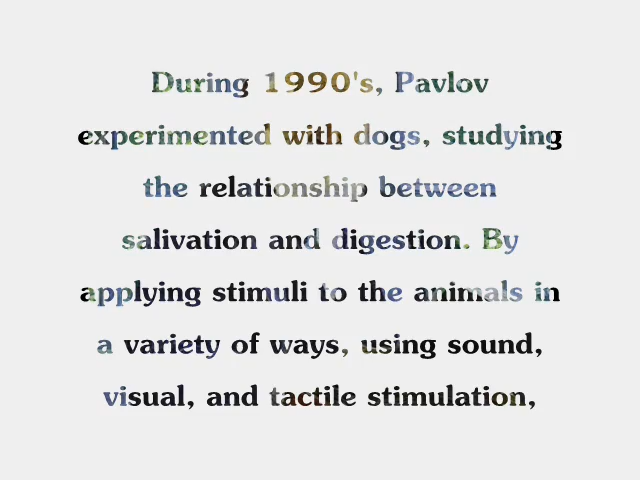 During 1990's, Pavlov
experimented with dogs, studying
the relationship between
salivation and digestion. By
applying stimuli to the animals in
a variety of ways, using sound,
visual, and tactile stimulation,